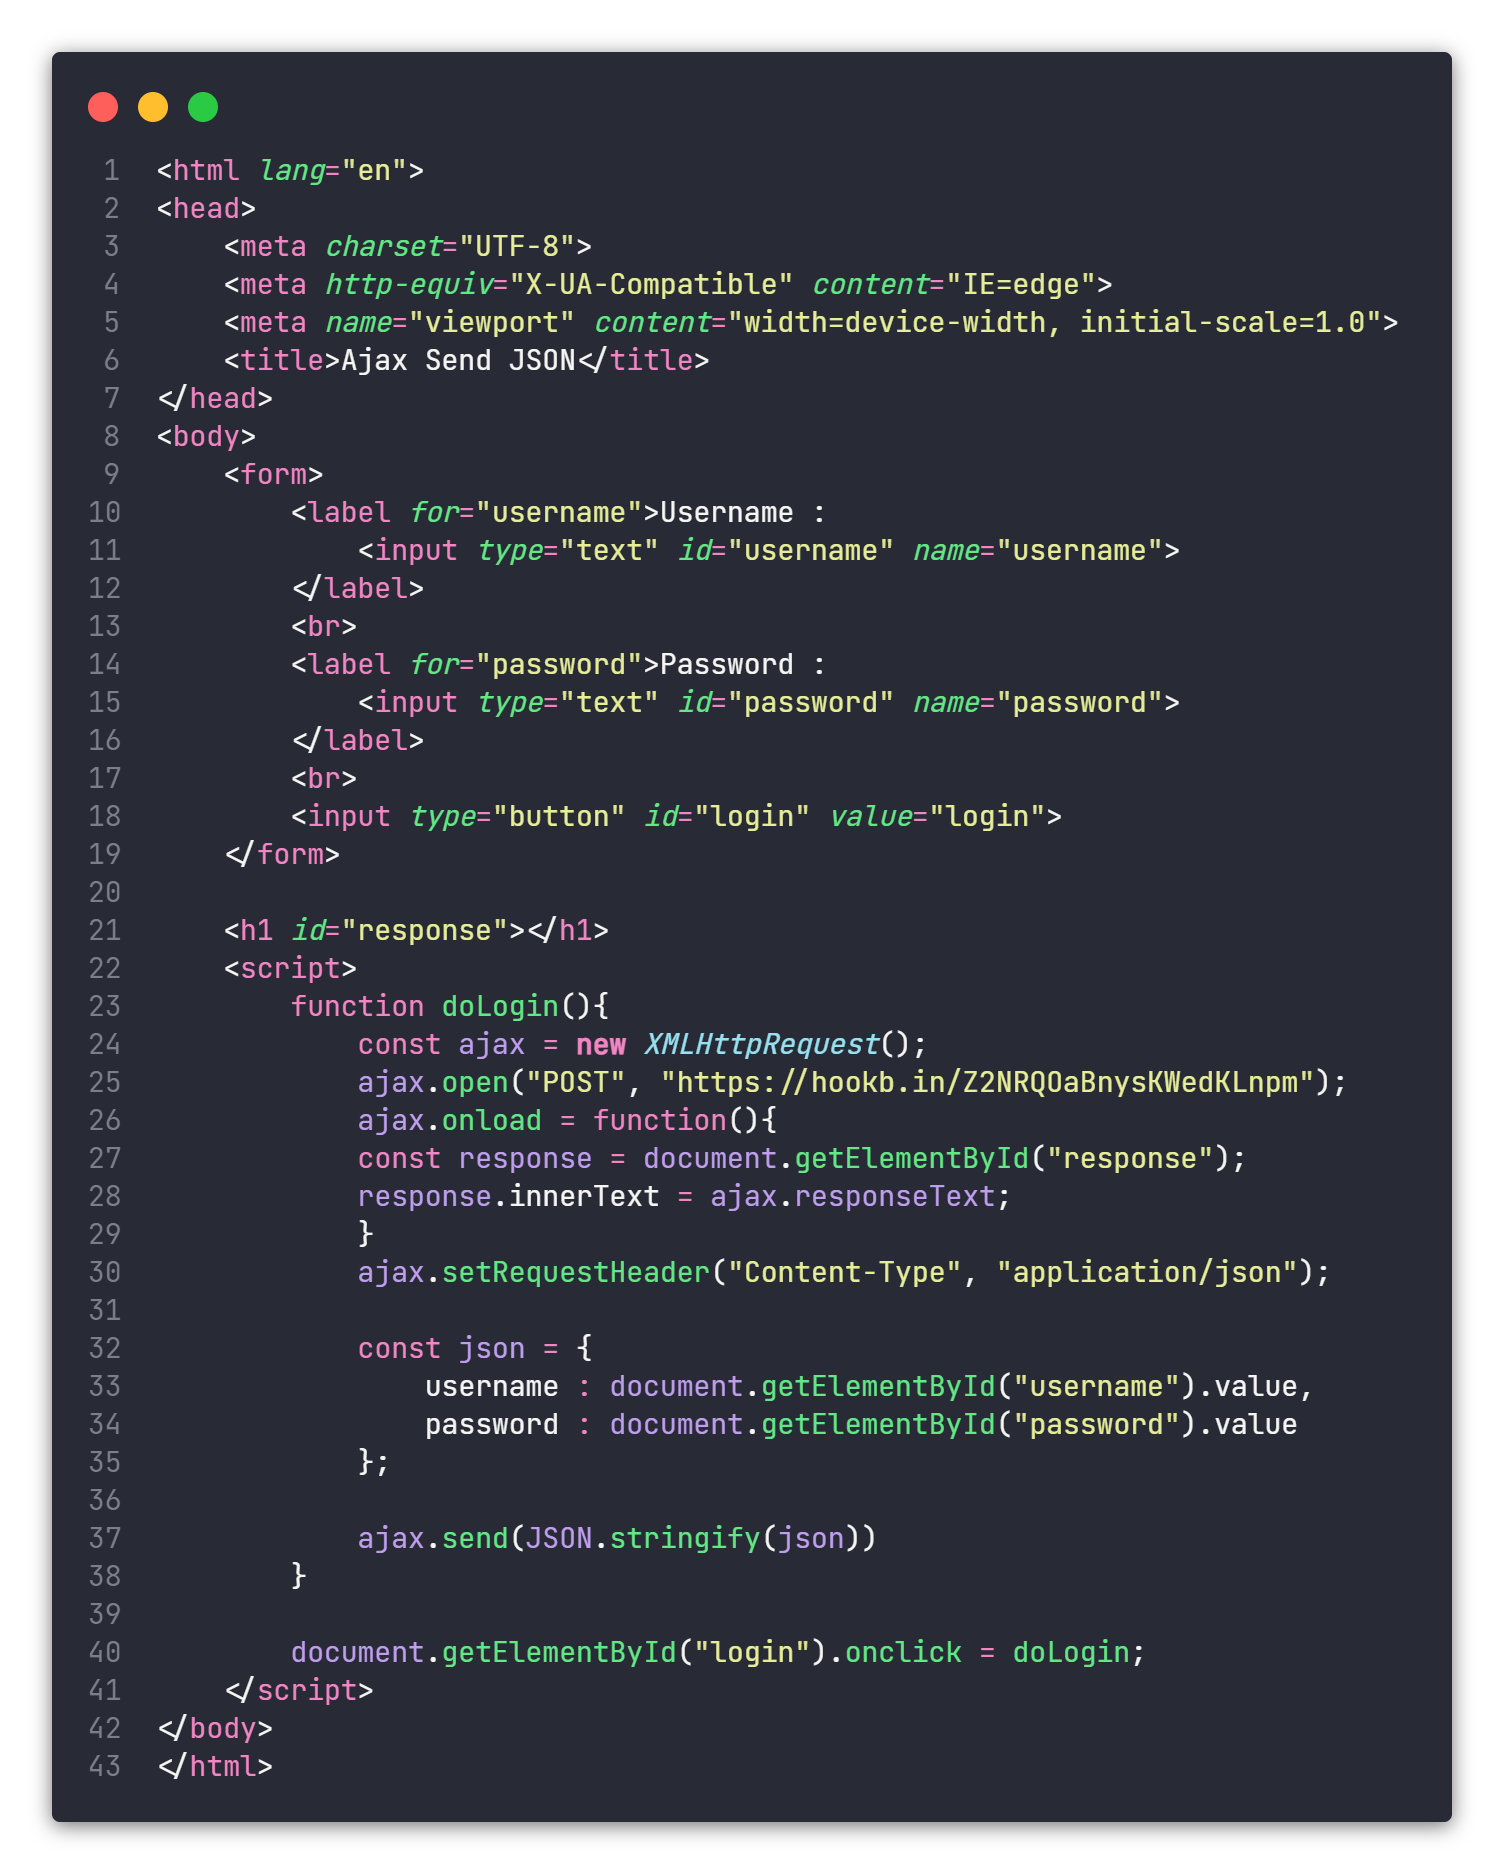 1 <html lang="en">
2 <head>
3     <meta charset="UTF-8">
4     <meta http-equiv="X-UA-Compatible" content="IE=edge">
5     <meta name="viewport" content="width=device-width, initial-scale=1.0">
6     <title>Ajax Send JSON</title>
7 </head>
8 <body>
9     <form>
10         <label for="username">Username :
11             <input type="text" id="username" name="username">
12         </label>
13         <br>
14         <label for="password">Password :
15             <input type="text" id="password" name="password">
16         </label>
17         <br>
18         <input type="button" id="login" value="login">
19     </form>
20
21     <h1 id="response"></h1>
22     <script>
23         function doLogin(){
24             const ajax = new XMLHttpRequest();
25             ajax.open("POST", "https://hookb.in/Z2NRQOaBnysKWedKLnpm");
26             ajax.onload = function(){
27             const response = document.getElementById("response");
28             response.innerText = ajax.responseText;
29             }
30             ajax.setRequestHeader("Content-Type", "application/json");
31
32             const json = {
33                 username : document.getElementById("username").value,
34                 password : document.getElementById("password").value
35             };
36
37             ajax.send(JSON.stringify(json))
38         }
39
40         document.getElementById("login").onclick = doLogin;
41     </script>
42 </body>
43 </html>